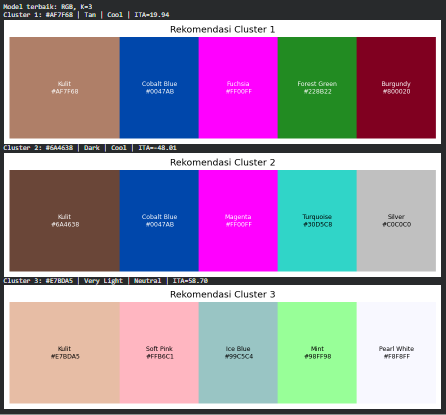 Model terbaik: RGB, K=3
Cluster 1: #AF7F68 | Tan | Cool | ITA=19.94
Rekomendasi Cluster 1
Kulit
#AF7F68
Cobalt Blue
#0047AB
Fuchsia
#FF00FF
Forest Green
#228B22
Burgundy
#800020
Cluster 2: #6A4638 | Dark | Cool | ITA=-48.01
Rekomendasi Cluster 2
Kulit
#6A4638
Cobalt Blue
#0047AB
Magenta
#FF00FF
Turquoise
#30D5C8
Silver
#C0C0C0
Cluster 3: #E7BDA5 | Very Light | Neutral | ITA=58.70
Rekomendasi Cluster 3
Kulit
#E7BDA5
Soft Pink
#FFB6C1
Ice Blue
#99C5C4
Mint
#98FF98
Pearl White
#F8F8FF